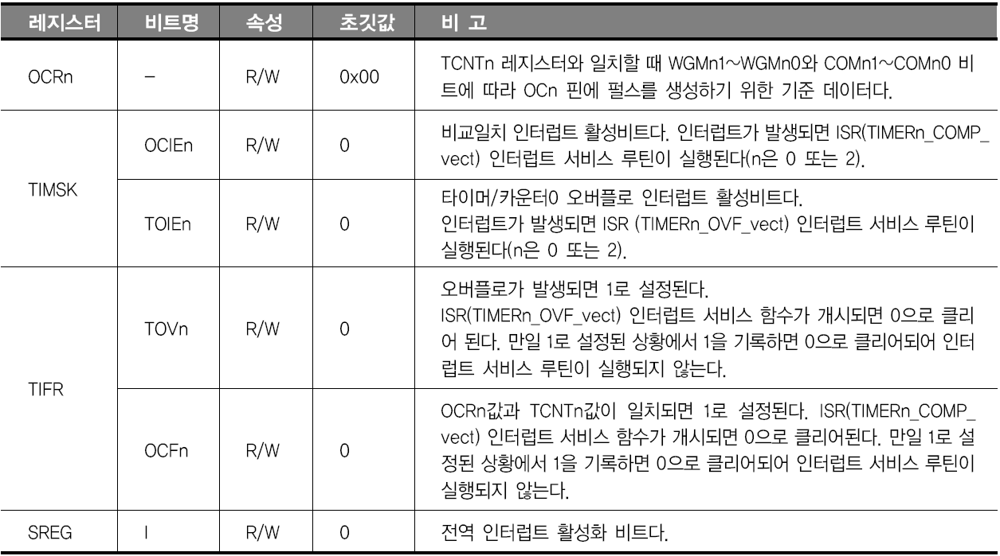 레지스터 비트명 속성 초깃값 비 고
OCRn – R/W 0x00
TCNTn 레지스터와 일치할 때 WGMn1~WGMn0와 COMn1~COMn0 비
트에 따라 OCn 핀에 펄스를 생성하기 위한 기준 데이터다.
TIMSK
OCIEn R/W 0
비교일치 인터럽트 활성비트다. 인터럽트가 발생되면 ISR(TIMERn_COMP_
vect) 인터럽트 서비스 루틴이 실행된다(n은 0 또는 2).
TOIEn R/W 0
타이머/카운터0 오버플로 인터럽트 활성비트다.
인터럽트가 발생되면 ISR (TIMERn_OVF_vect) 인터럽트 서비스 루틴이
실행된다(n은 0 또는 2).
TIFR
TOVn R/W 0
오버플로가 발생되면 1로 설정된다.
ISR(TIMERn_OVF_vect) 인터럽트 서비스 함수가 개시되면 0으로 클리
어 된다. 만일 1로 설정된 상황에서 1을 기록하면 0으로 클리어되어 인터
럽트 서비스 루틴이 실행되지 않는다.
OCFn R/W 0
OCRn값과 TCNTn값이 일치되면 1로 설정된다. ISR(TIMERn_COMP_
vect) 인터럽트 서비스 함수가 개시되면 0으로 클리어된다. 만일 1로 설
정된 상황에서 1을 기록하면 0으로 클리어되어 인터럽트 서비스 루틴이
실행되지 않는다.
SREG I R/W 0 전역 인터럽트 활성화 비트다.